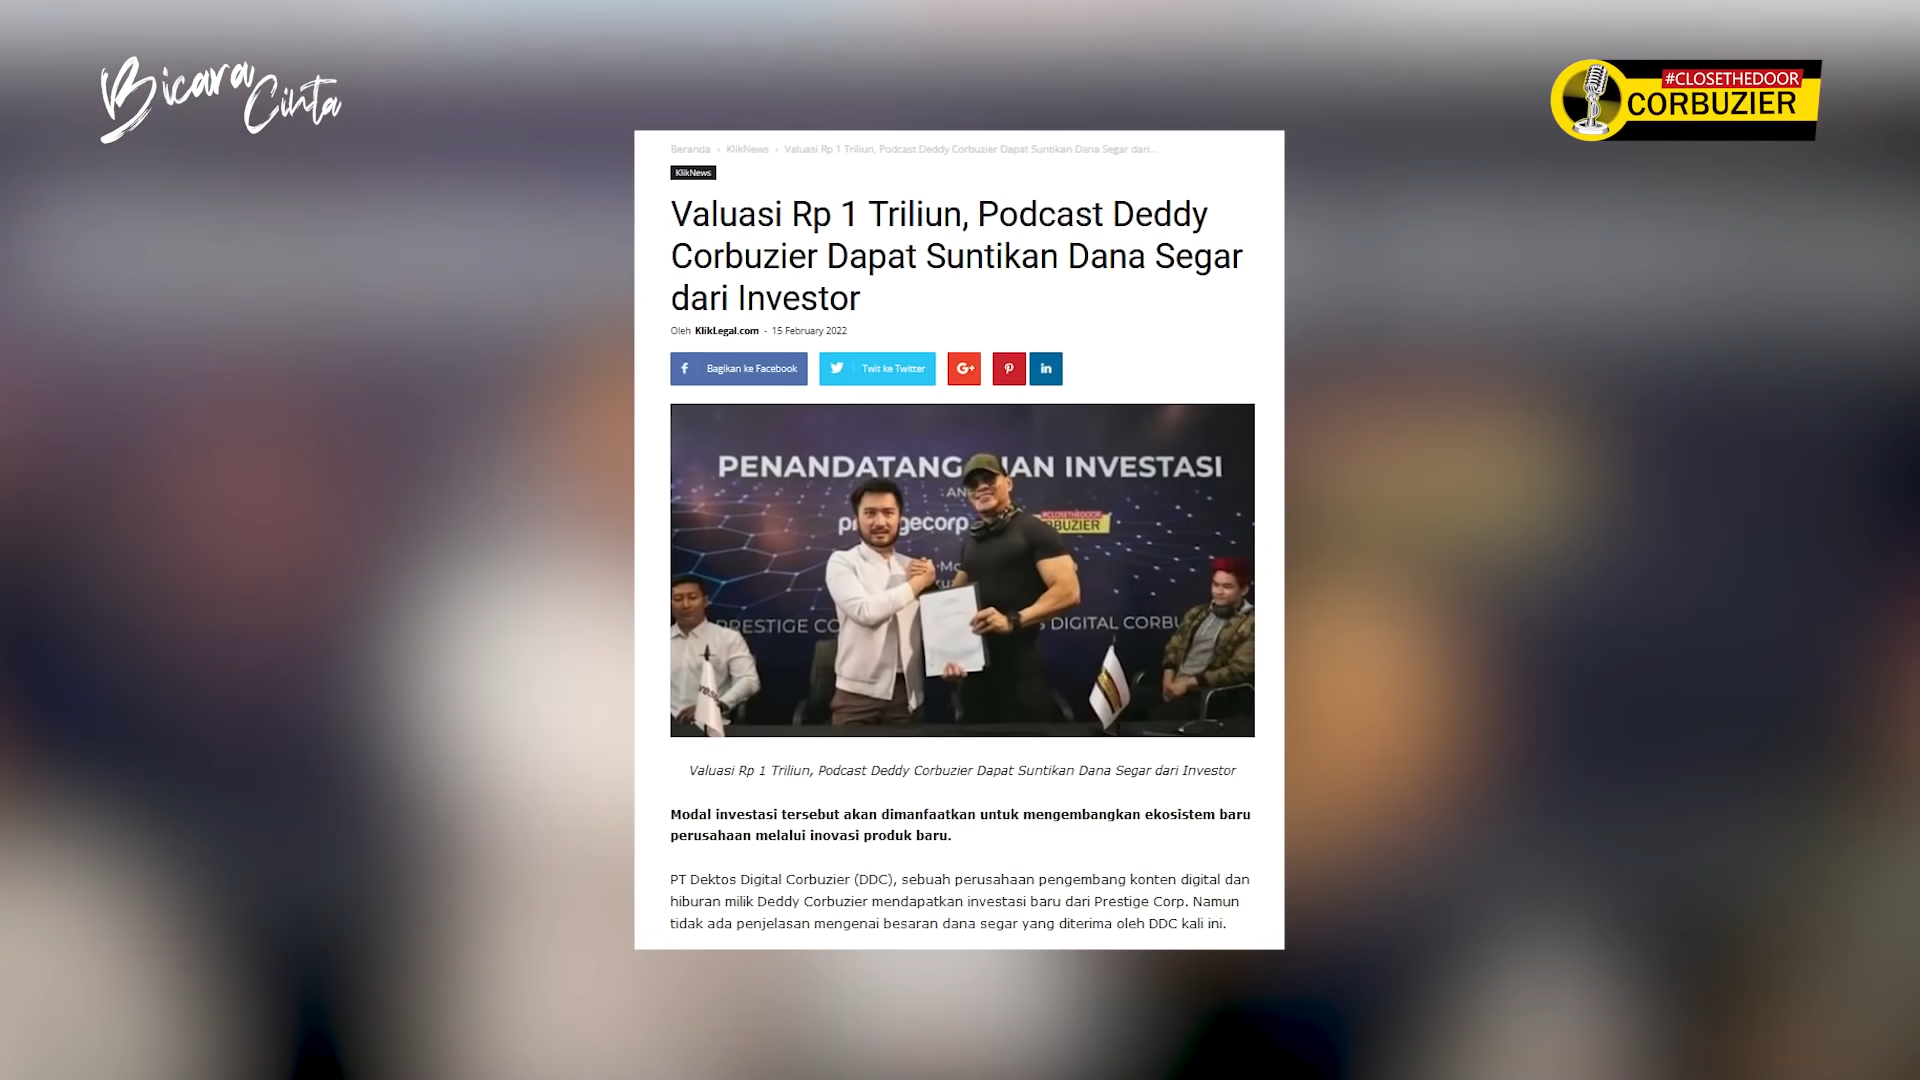 Bicara
Cinta
#CLOSETHEDOOR
CORBUZIER
Beranda › KlikNews › Valuasi Rp 1 Triliun, Podcast Deddy Corbuzier Dapat Suntikan Dana Segar dari...
KlikNews
Valuasi Rp 1 Triliun, Podcast Deddy
Corbuzier Dapat Suntikan Dana Segar
dari Investor
Oleh KlikLegal.com - 15 February 2022
Bagikan ke Facebook
Twit ke Twitter
PENANDATANG AN INVESTASI
gecorp
#CLOSETHEDOOR
RBUZIER
PRESTIGE CO
DIGITAL CORBU
Valuasi Rp 1 Triliun, Podcast Deddy Corbuzier Dapat Suntikan Dana Segar dari Investor
Modal investasi tersebut akan dimanfaatkan untuk mengembangkan ekosistem baru
perusahaan melalui inovasi produk baru.
PT Dektos Digital Corbuzier (DDC), sebuah perusahaan pengembang konten digital dan
hiburan milik Deddy Corbuzier mendapatkan investasi baru dari Prestige Corp. Namun
tidak ada penjelasan mengenai besaran dana segar yang diterima oleh DDC kali ini.